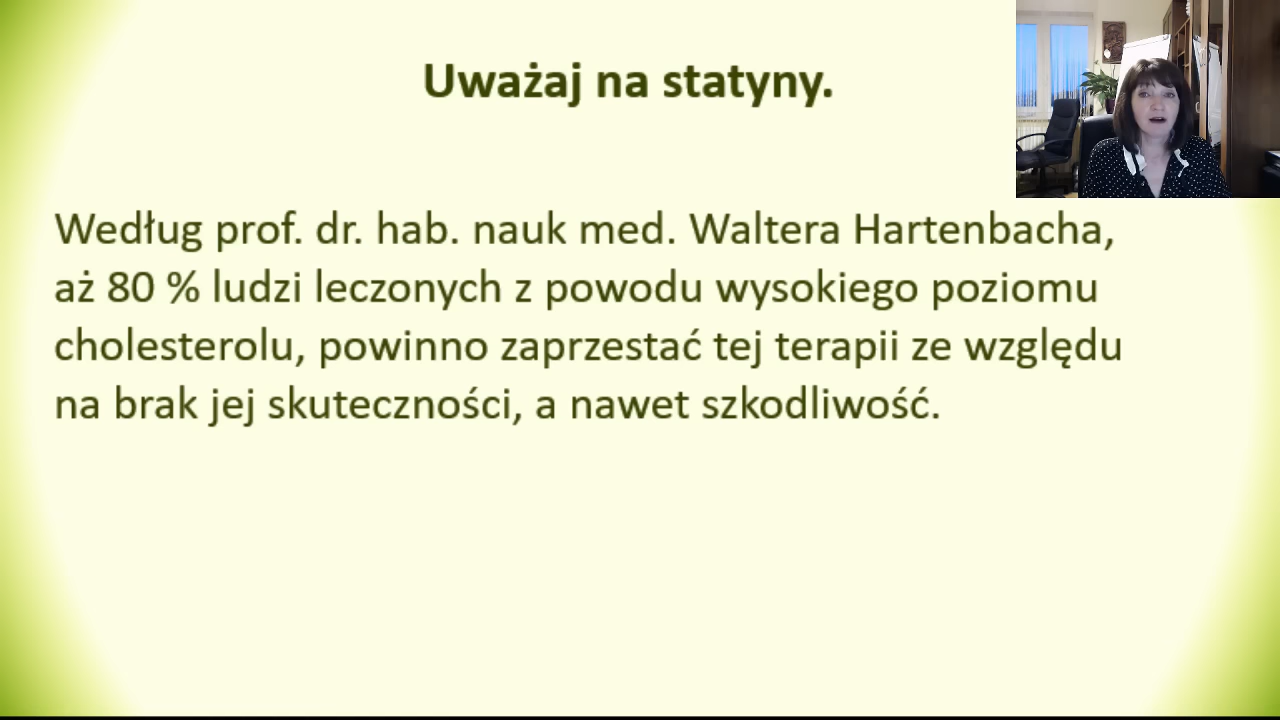 Uważaj na statyny.
Według prof. dr. hab. nauk med. Waltera Hartenbacha,
aż 80 % ludzi leczonych z powodu wysokiego poziomu
cholesterolu, powinno zaprzestać tej terapii ze względu
na brak jej skuteczności, a nawet szkodliwość.